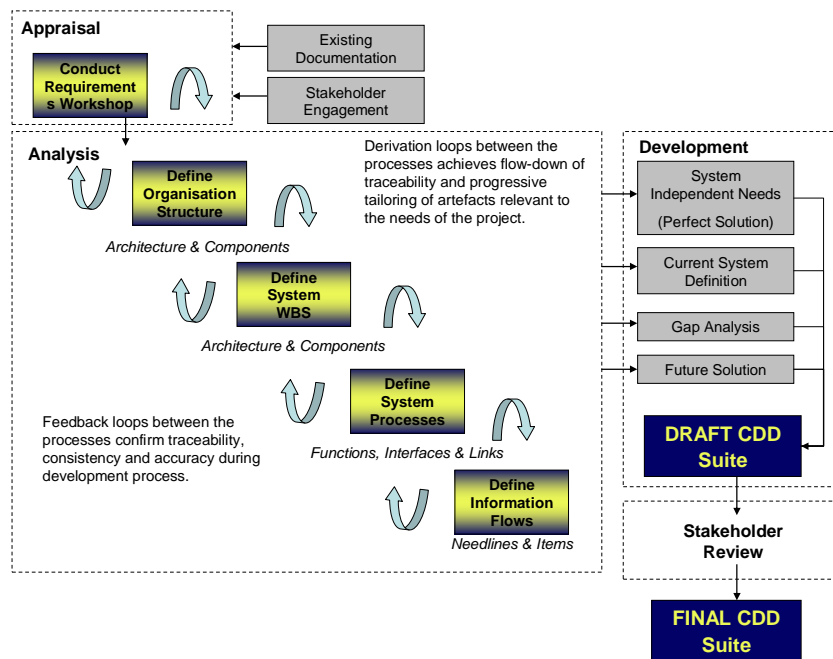 Appraisal
Conduct
Requirement
s Workshop
Existing
Documentation
Stakeholder
Engagement
Analysis
Define
Organisation
Structure
Architecture & Components
Derivation loops between the
processes achieves flow-down of
traceability and progressive
tailoring of artefacts relevant to
the needs of the project.
Define
System
WBS
Architecture & Components
Define
System
Processes
Functions, Interfaces & Links
Feedback loops between the
processes confirm traceability,
consistency and accuracy during
development process.
Define
Information
Flows
Needlines & Items
Development
System
Independent Needs
(Perfect Solution)
Current System
Definition
Gap Analysis
Future Solution
DRAFT CDD
Suite
Stakeholder
Review
FINAL CDD
Suite